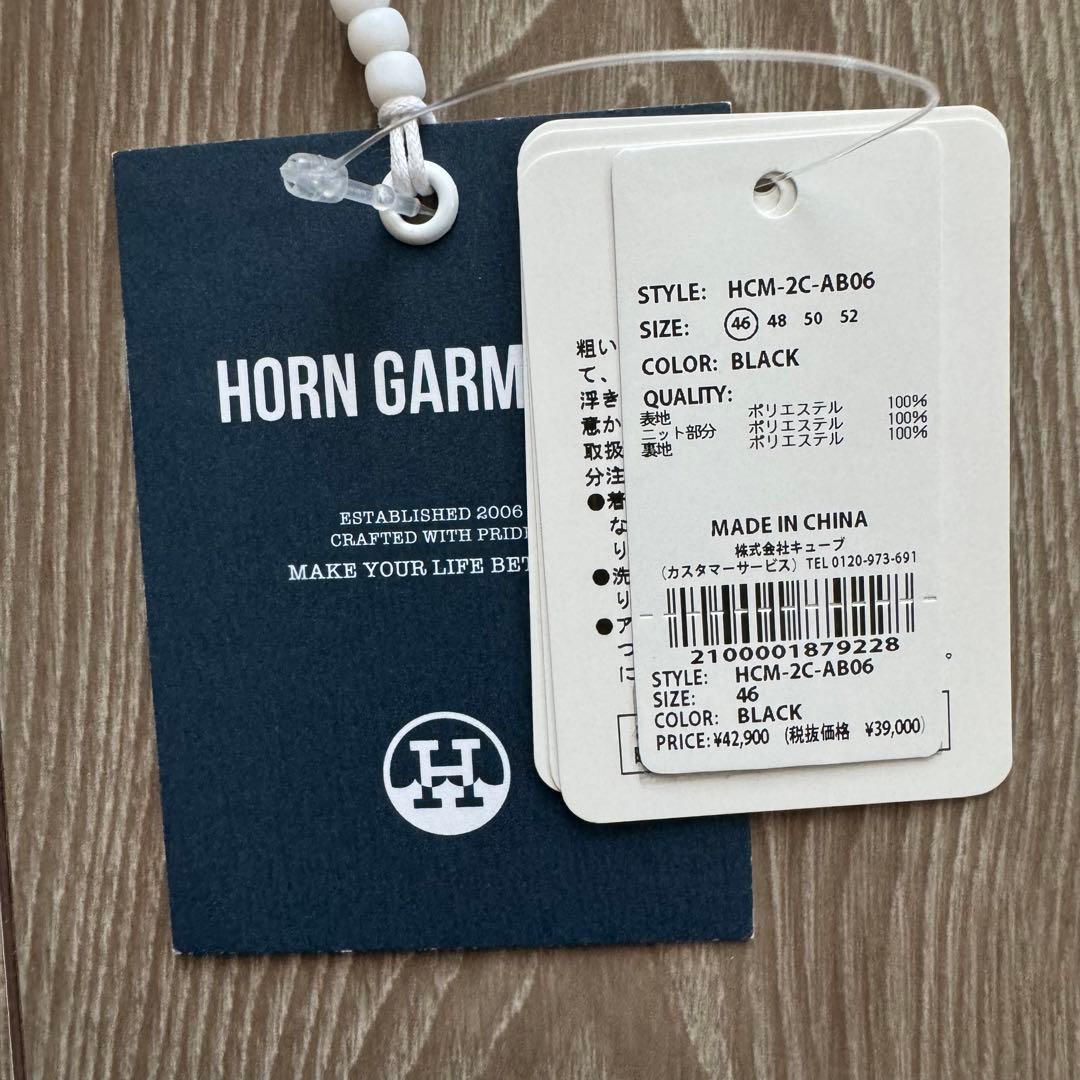 HORN GARM
ESTABLISHED 2006
CRAFTED WITH PRIDE
MAKE YOUR LIFE BET
H
粗い
て、
浮き
意か
取扱
分注
●着
な
り
●洗
り
●ア
つ
に
。
STYLE: HCM-2C-AB06
SIZE: 46 48 50 52
COLOR: BLACK
QUALITY:
表地 ポリエステル 100%
ニット部分 ポリエステル 100%
裏地 ポリエステル 100%
MADE IN CHINA
株式会社キューブ
(カスタマーサービス) TEL 0120-973-691
2100001879228
STYLE: HCM-2C-AB06
SIZE: 46
COLOR: BLACK
PRICE:¥42,900 (税抜価格 ¥39,000)